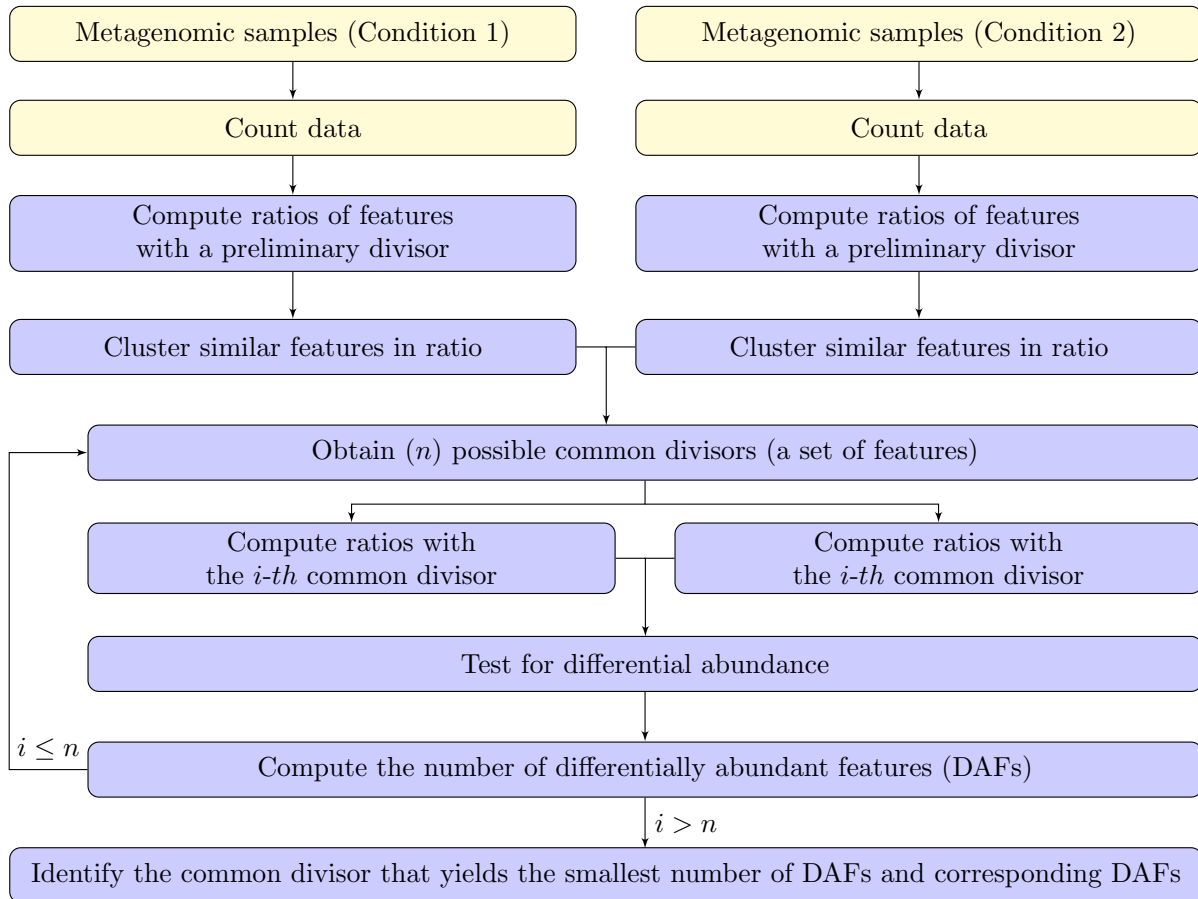 Metagenomic samples (Condition 1)
Metagenomic samples (Condition 2)
Count data
Count data
Compute ratios of features
with a preliminary divisor
Compute ratios of features
with a preliminary divisor
Cluster similar features in ratio
Cluster similar features in ratio
Obtain (n) possible common divisors (a set of features)
Compute ratios with
the i-th common divisor
Compute ratios with
the i-th common divisor
Test for differential abundance
i ≤ n
Compute the number of differentially abundant features (DAFs)
i > n
Identify the common divisor that yields the smallest number of DAFs and corresponding DAFs